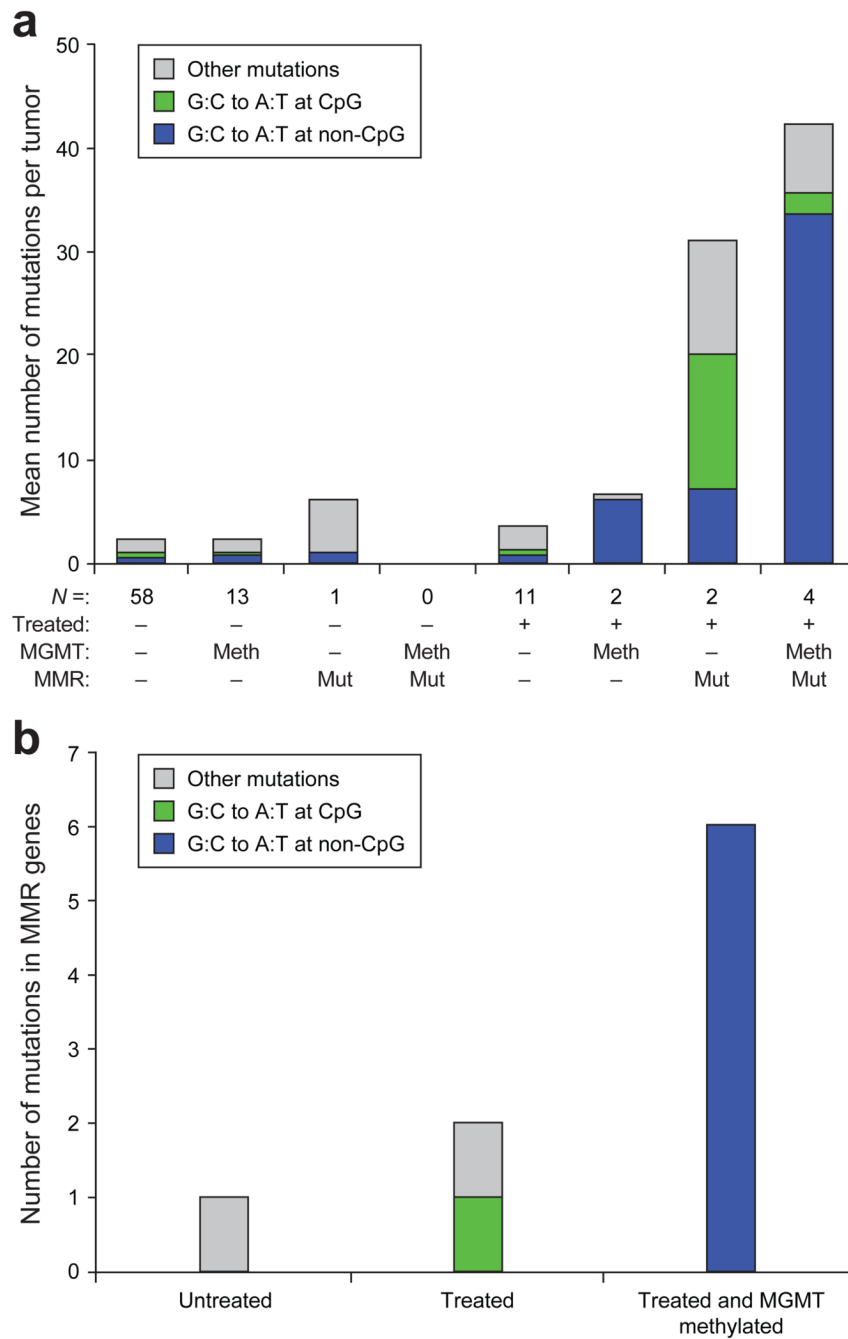 a
Mean number of mutations per tumor
50
40
30
20
10
0
Other mutations
G:C to A:T at CpG
G:C to A:T at non-CpG
N =: 58 13 1 0 11 2 2 4
Treated: – – – – + + + +
MGMT: – Meth – Meth – Meth – Meth
MMR: – – Mut Mut – – Mut Mut
b
Number of mutations in MMR genes
7
6
5
4
3
2
1
0
Other mutations
G:C to A:T at CpG
G:C to A:T at non-CpG
Untreated Treated Treated and MGMT
methylated